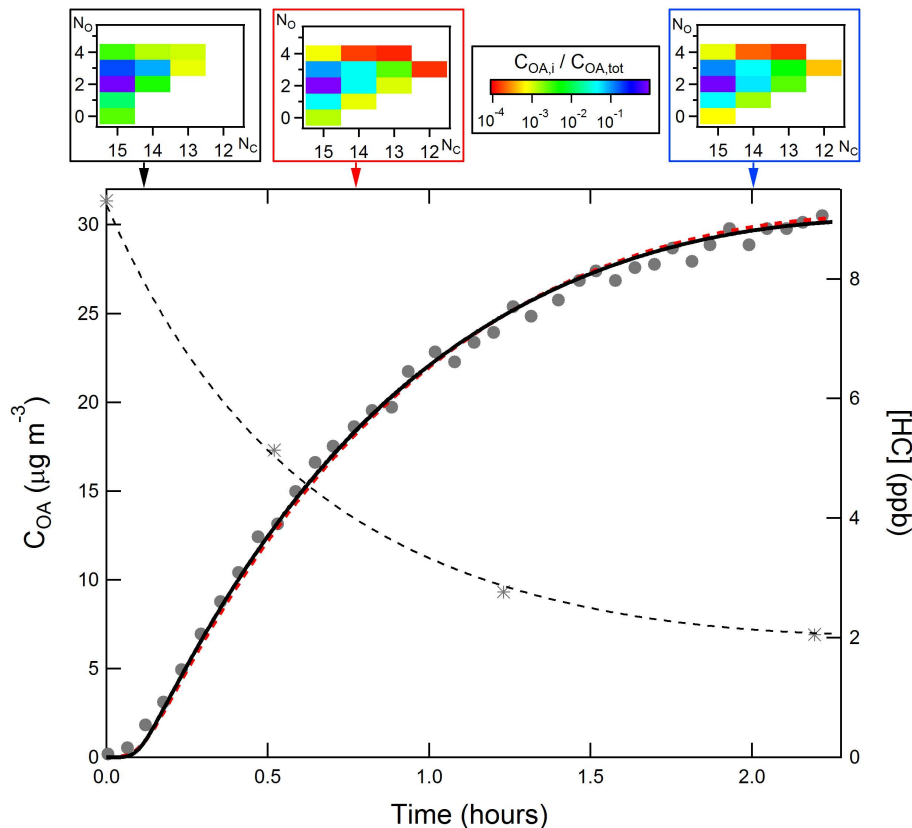 N_O
4
2
0
15 14 13 12 N_C
N_O
4
2
0
15 14 13 12 N_C
C_OA,i / C_OA,tot
10^-4 10^-3 10^-2 10^-1
N_O
4
2
0
15 14 13 12 N_C
30
25
20
15
10
5
0
C_OA (μg m^-3)
8
6
4
2
0
[HC] (ppb)
0.0 0.5 1.0 1.5 2.0
Time (hours)